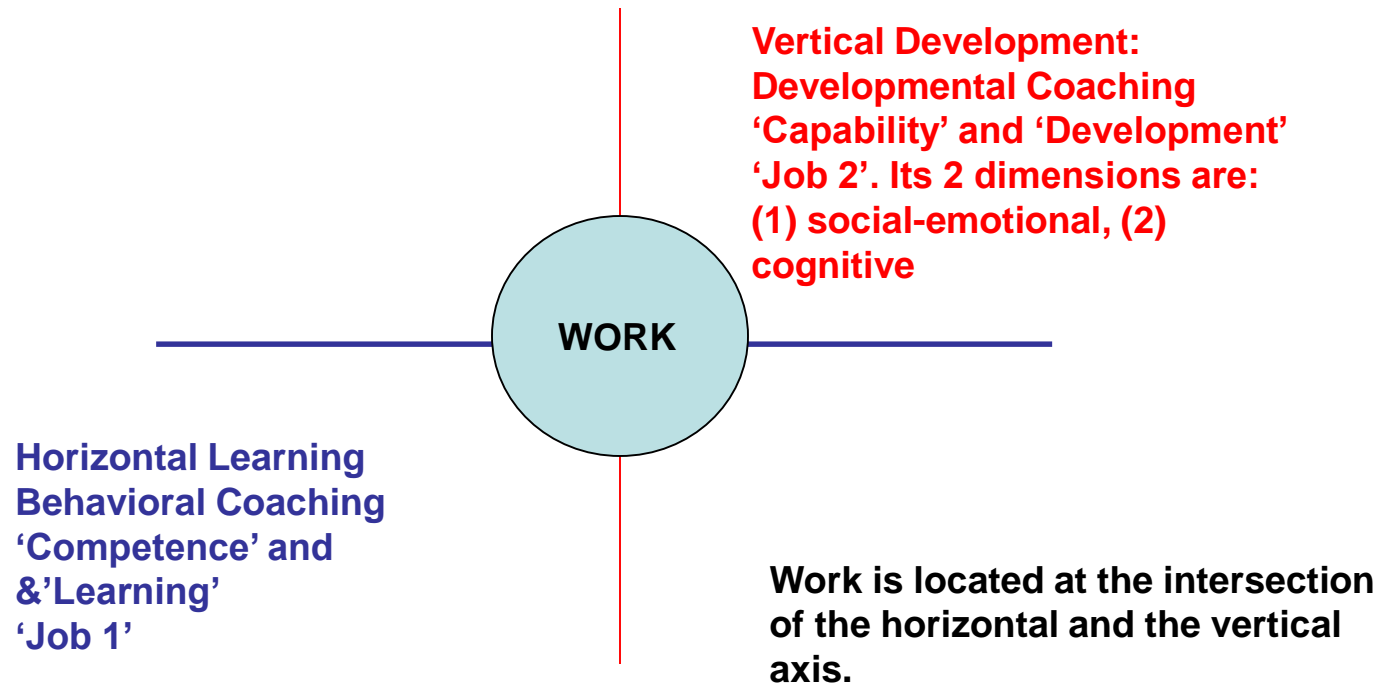 Vertical Development:
Developmental Coaching
‘Capability’ and ‘Development’
‘Job 2’. Its 2 dimensions are:
(1) social-emotional, (2)
cognitive
WORK
Horizontal Learning
Behavioral Coaching
‘Competence’ and
&’Learning’
‘Job 1’
Work is located at the intersection
of the horizontal and the vertical
axis.